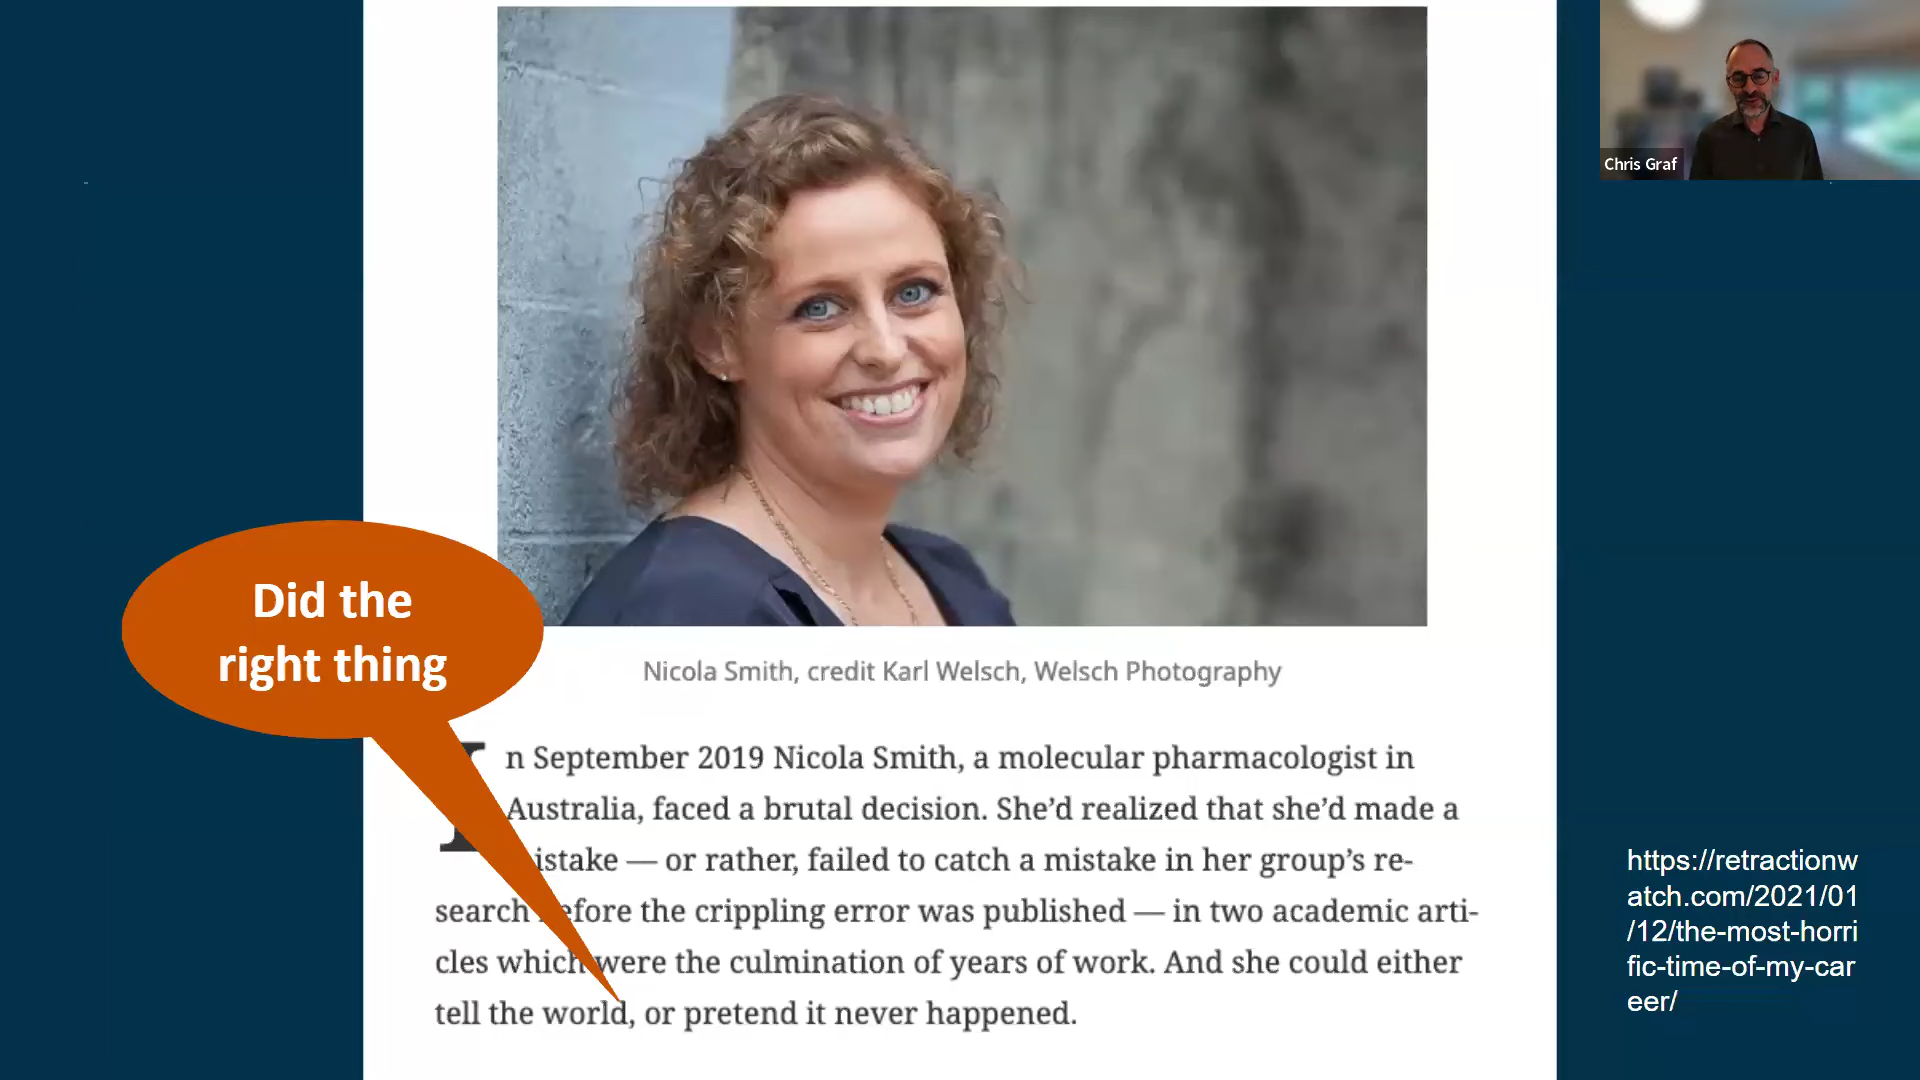 Chris Graf
Did the
right thing
Nicola Smith, credit Karl Welsch, Welsch Photography
In September 2019 Nicola Smith, a molecular pharmacologist in
Australia, faced a brutal decision. She’d realized that she’d made a
istake — or rather, failed to catch a mistake in her group’s re-
search efore the crippling error was published — in two academic arti-
cles which were the culmination of years of work. And she could either
tell the world, or pretend it never happened.
https://retractionw
atch.com/2021/01
/12/the-most-horri
fic-time-of-my-car
eer/